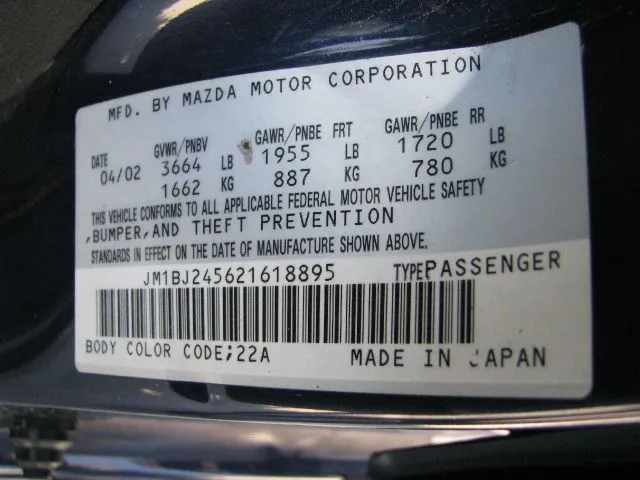 MFD. BY MAZDA MOTOR CORPORATION
DATE GVWR/PNBV GAWR/PNBE FRT GAWR/PNBE RR
04/02 3664 LB 1955 LB 1720 LB
1662 KG 887 KG 780 KG
THIS VEHICLE CONFORMS TO ALL APPLICABLE FEDERAL MOTOR VEHICLE SAFETY
,BUMPER,AND THEFT PREVENTION
STANDARDS IN EFFECT ON THE DATE OF MANUFACTURE SHOWN ABOVE.
JM1BJ245621618895 TYPE PASSENGER
BODY COLOR CODE;22A MADE IN JAPAN